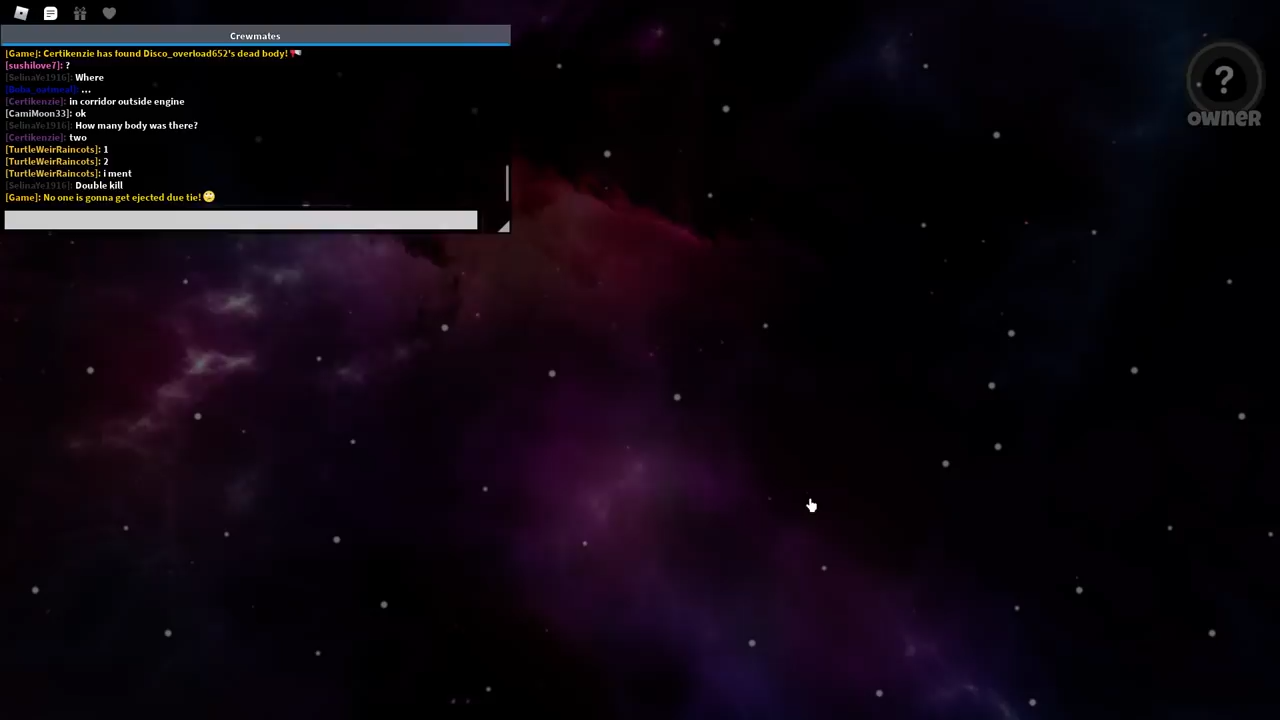 Crewmates
[Game]: Certikenzie has found Disco_overload652's dead body!
[sushilove7]: ?
[SelinaYe1916]: Where
[Buba_oatmeal]: ...
[Certikenzie]: in corridor outside engine
[CamiMoon33]: ok
[SelinaYe1916]: How many body was there?
[Certikenzie]: two
[TurtleWeirRaincots]: 1
[TurtleWeirRaincots]: 2
[TurtleWeirRaincots]: i ment
[SelinaYe1916]: Double kill
[Game]: No one is gonna get ejected due tie!
?
OWNER